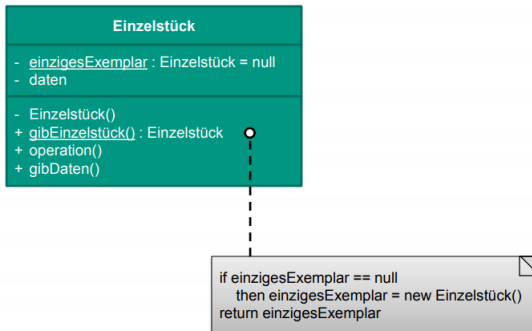 Einzelstück
- einzigesExemplar : Einzelstück = null
- daten
- Einzelstück()
+ gibEinzelstück() : Einzelstück
+ operation()
+ gibDaten()
if einzigesExemplar == null
then einzigesExemplar = new Einzelstück()
return einzigesExemplar